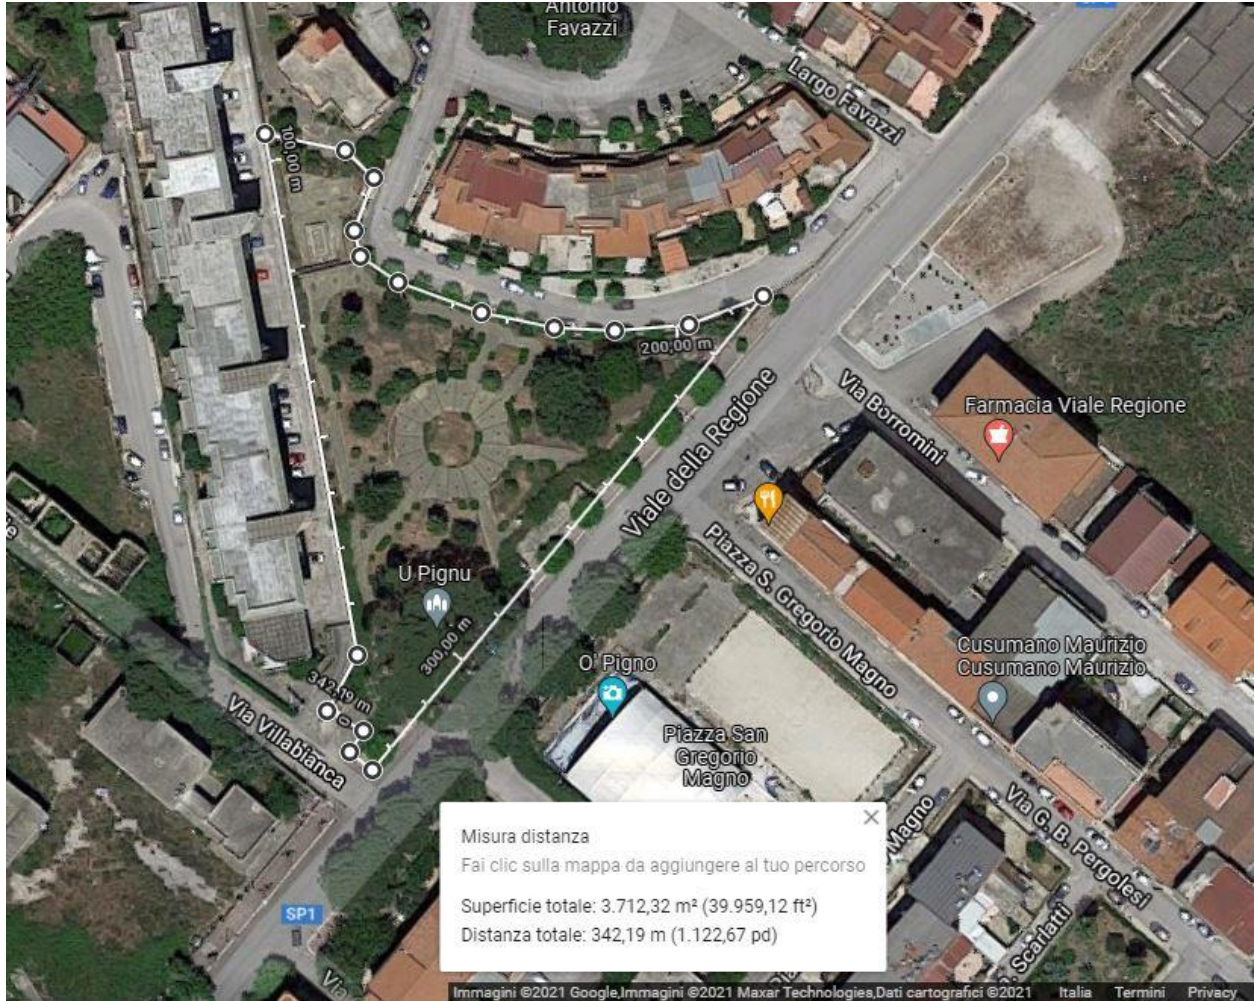 Antonio
Favazzi
Largo Favazzi
100,00 m
200,00 m
Via Borromini
Farmacia Viale Regione
Viale della Regione
U Pignu
Piazza S. Gregorio Magno
300,00 m
342,19 m
O' Pigno
Cusumano Maurizio
Cusumano Maurizio
Via Villabianca
Piazza San
Gregorio
Magno
Magno
Via G. B. Pergolesi
Misura distanza
Fai clic sulla mappa da aggiungere al tuo percorso
Superficie totale: 3.712,32 m² (39.959,12 ft²)
Distanza totale: 342,19 m (1.122,67 pd)
SP1
Scarlatti
Via
Immagini ©2021 Google,Immagini ©2021 Maxar Technologies,Dati cartografici ©2021 Italia Termini Privacy